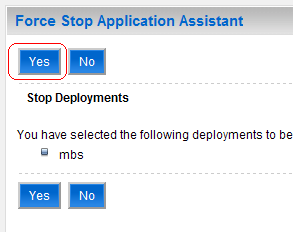 Force Stop Application Assistant
Yes No
Stop Deployments
You have selected the following deployments to be
mbs
Yes No